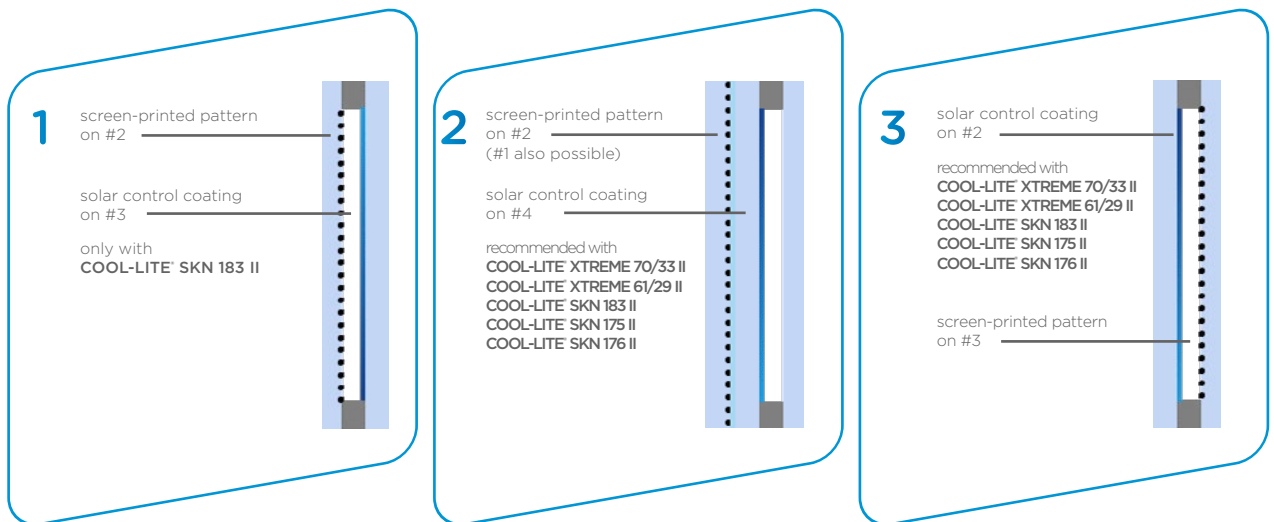 1
screen-printed pattern
on #2
solar control coating
on #3
only with
COOL-LITE® SKN 183 II
2
screen-printed pattern
on #2
(#1 also possible)
solar control coating
on #4
recommended with
COOL-LITE® XTREME 70/33 II
COOL-LITE® XTREME 61/29 II
COOL-LITE® SKN 183 II
COOL-LITE® SKN 175 II
COOL-LITE® SKN 176 II
3
solar control coating
on #2
recommended with
COOL-LITE® XTREME 70/33 II
COOL-LITE® XTREME 61/29 II
COOL-LITE® SKN 183 II
COOL-LITE® SKN 175 II
COOL-LITE® SKN 176 II
screen-printed pattern
on #3